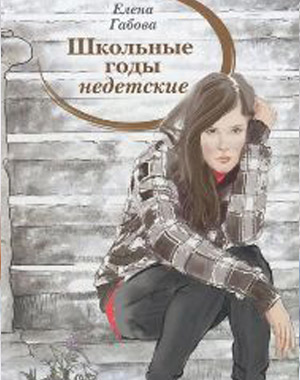 Елена
Габова
Школьные
годы
недетские